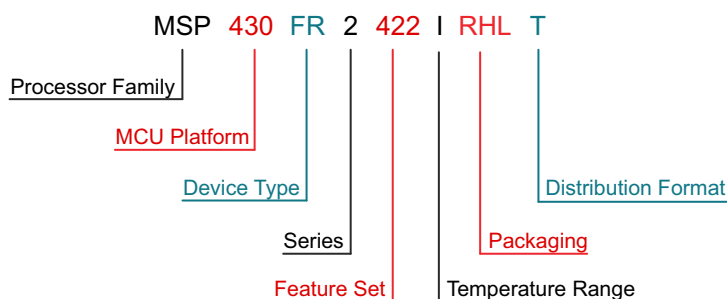 MSP 430 FR 2 422 I RHL T
Processor Family
MCU Platform
Device Type Distribution Format
Series Packaging
Feature Set Temperature Range